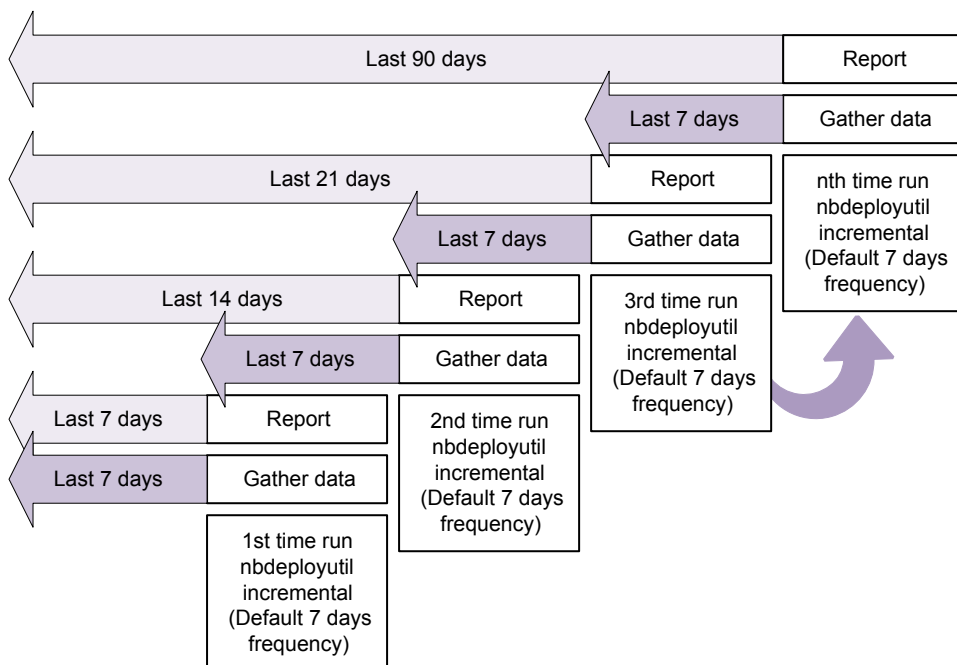 Last 90 days
Report
Last 7 days
Gather data
Last 21 days
Report
nth time run
nbdeployutil
incremental
(Default 7 days
frequency)
Last 7 days
Gather data
Last 14 days
Report
3rd time run
nbdeployutil
incremental
(Default 7 days
frequency)
Last 7 days
Gather data
Last 7 days
Report
2nd time run
nbdeployutil
incremental
(Default 7 days
frequency)
Last 7 days
Gather data
1st time run
nbdeployutil
incremental
(Default 7 days
frequency)